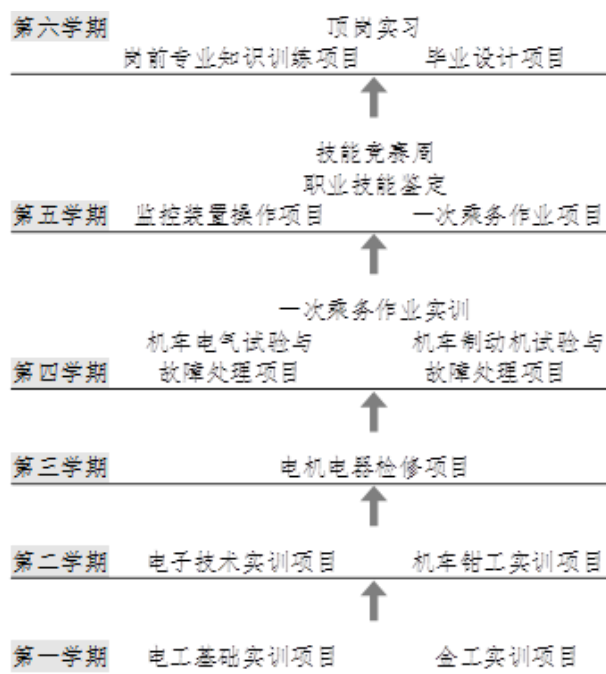 第六学期 顶岗实习
岗前专业知识训练项目 毕业设计项目
技能竞赛周
职业技能鉴定
第五学期 监控装置操作项目 一次乘务作业项目
一次乘务作业实训
机车电气试验与 机车制动机试验与
第四学期 故障处理项目 故障处理项目
第三学期 电机电器检修项目
第二学期 电子技术实训项目 机车钳工实训项目
第一学期 电工基础实训项目 金工实训项目